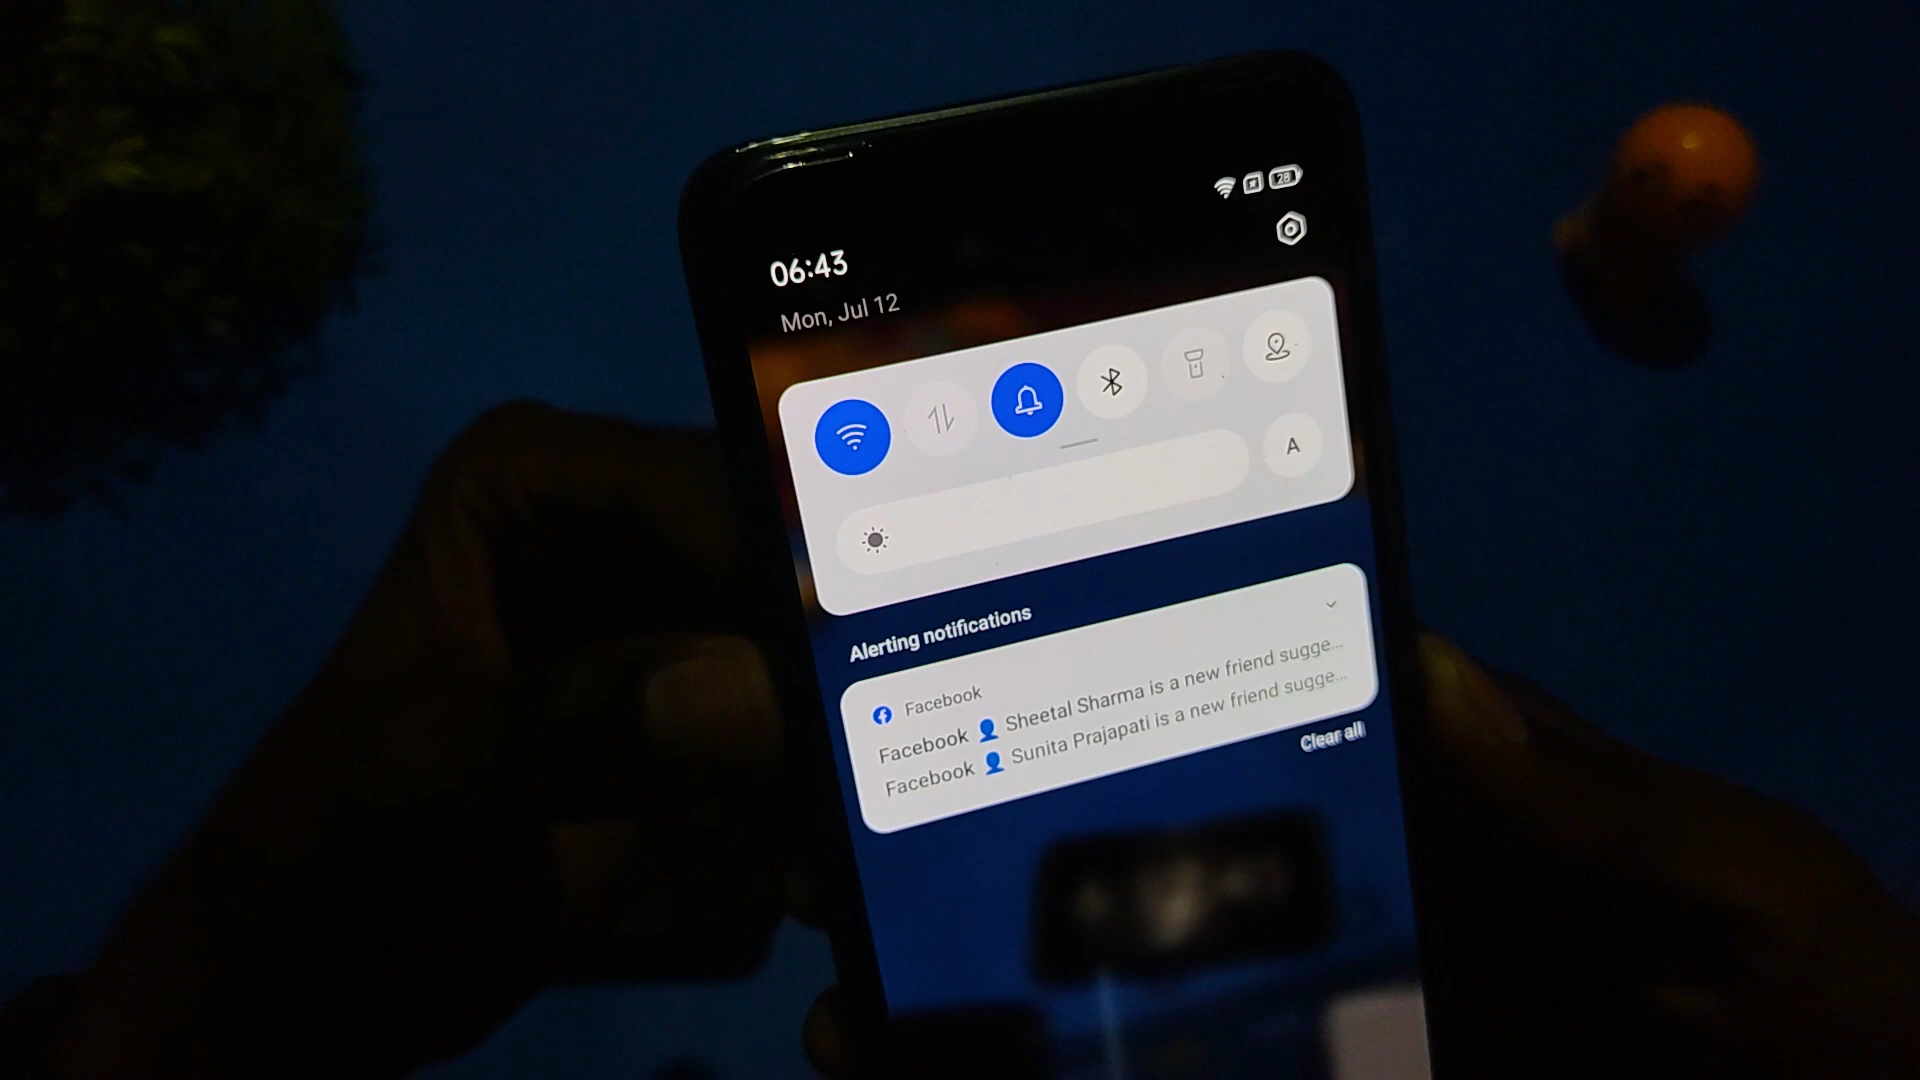 28
06:43
Mon, Jul 12
A
Alerting notifications
Facebook
Facebook 👤 Sheetal Sharma is a new friend sugge...
Facebook 👤 Sunita Prajapati is a new friend sugge...
Clear all